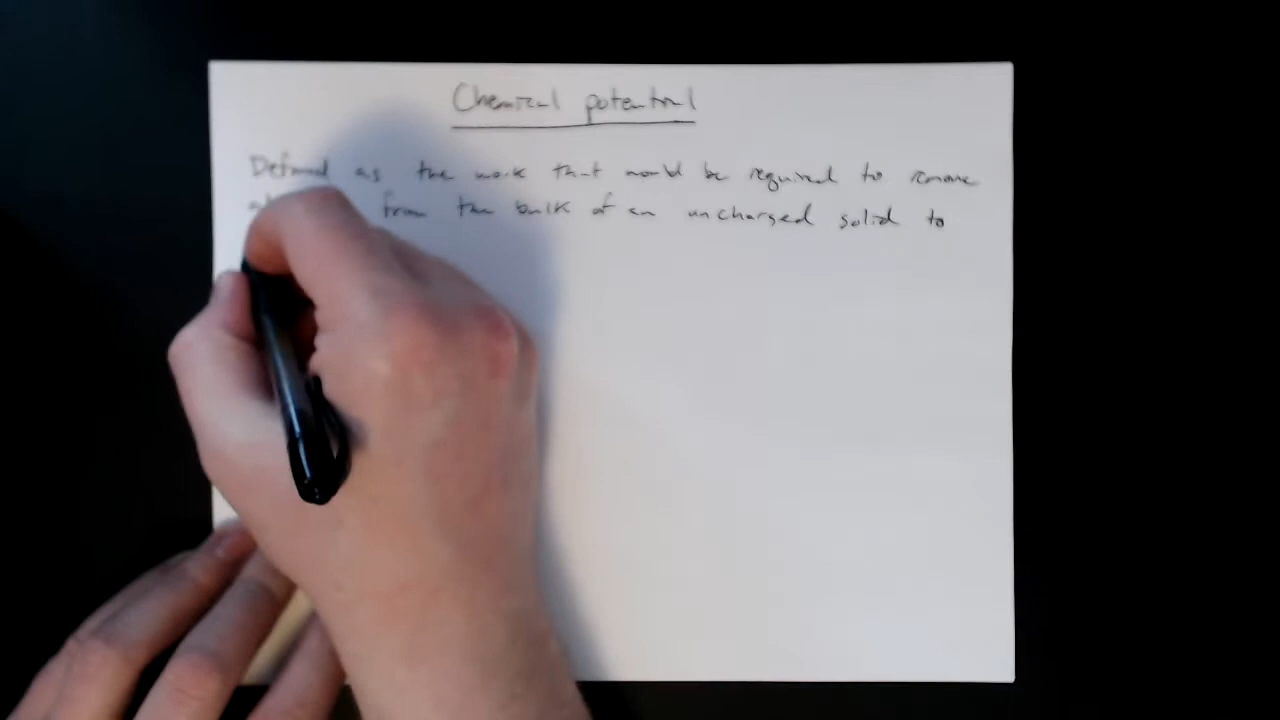 Chemical potential
Defined as the work that would be required to remove
from the bulk of an uncharged solid to